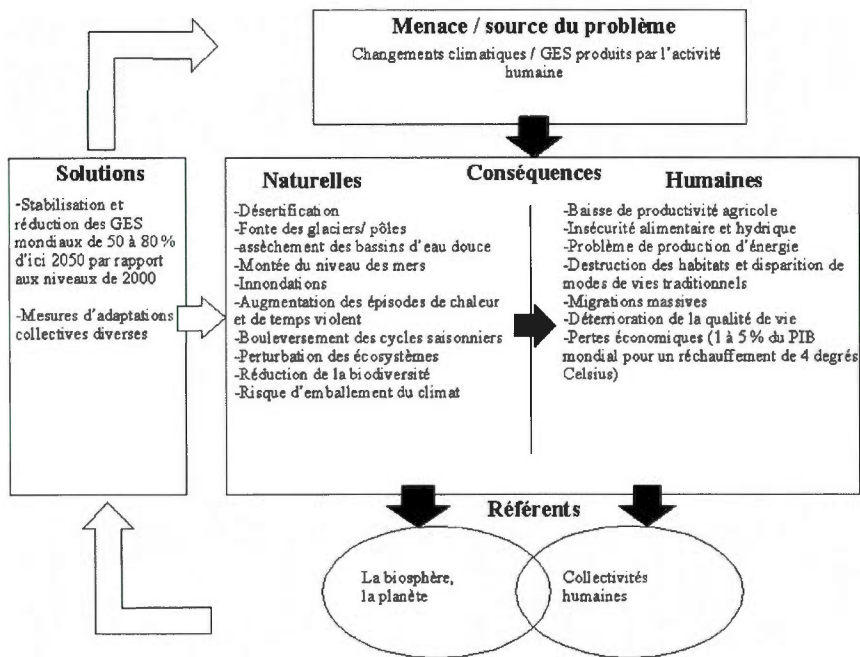 Menace / source du problème
Changements climatiques / GES produits par l'activité
humaine
Solutions
-Stabilisation et
réduction des GES
mondiaux de 50 à 80 %
d'ici 2050 par rapport
aux niveaux de 2000
-Mesures d'adaptations
collectives diverses
Conséquences
Naturelles
-Désertification
-Fonte des glaciers/ pôles
-assèchement des bassins d'eau douce
-Montée du niveau des mers
-Innondations
-Augmentation des épisodes de chaleur
et de temps violent
-Bouleversement des cycles saisonniers
-Perturbation des écosystèmes
-Réduction de la biodiversité
-Risque d'emballement du climat
Humaines
-Baisse de productivité agricole
-Insécurité alimentaire et hydrique
-Problème de production d'énergie
-Destruction des habitats et disparition de
modes de vies traditionnels
-Migrations massives
-Déterrioration de la qualité de vie
-Pertes économiques (1 à 5 % du PIB
mondial pour un réchauffement de 4 degrés
Celsius)
Référents
La biosphère,
la planète
Collectivités
humaines